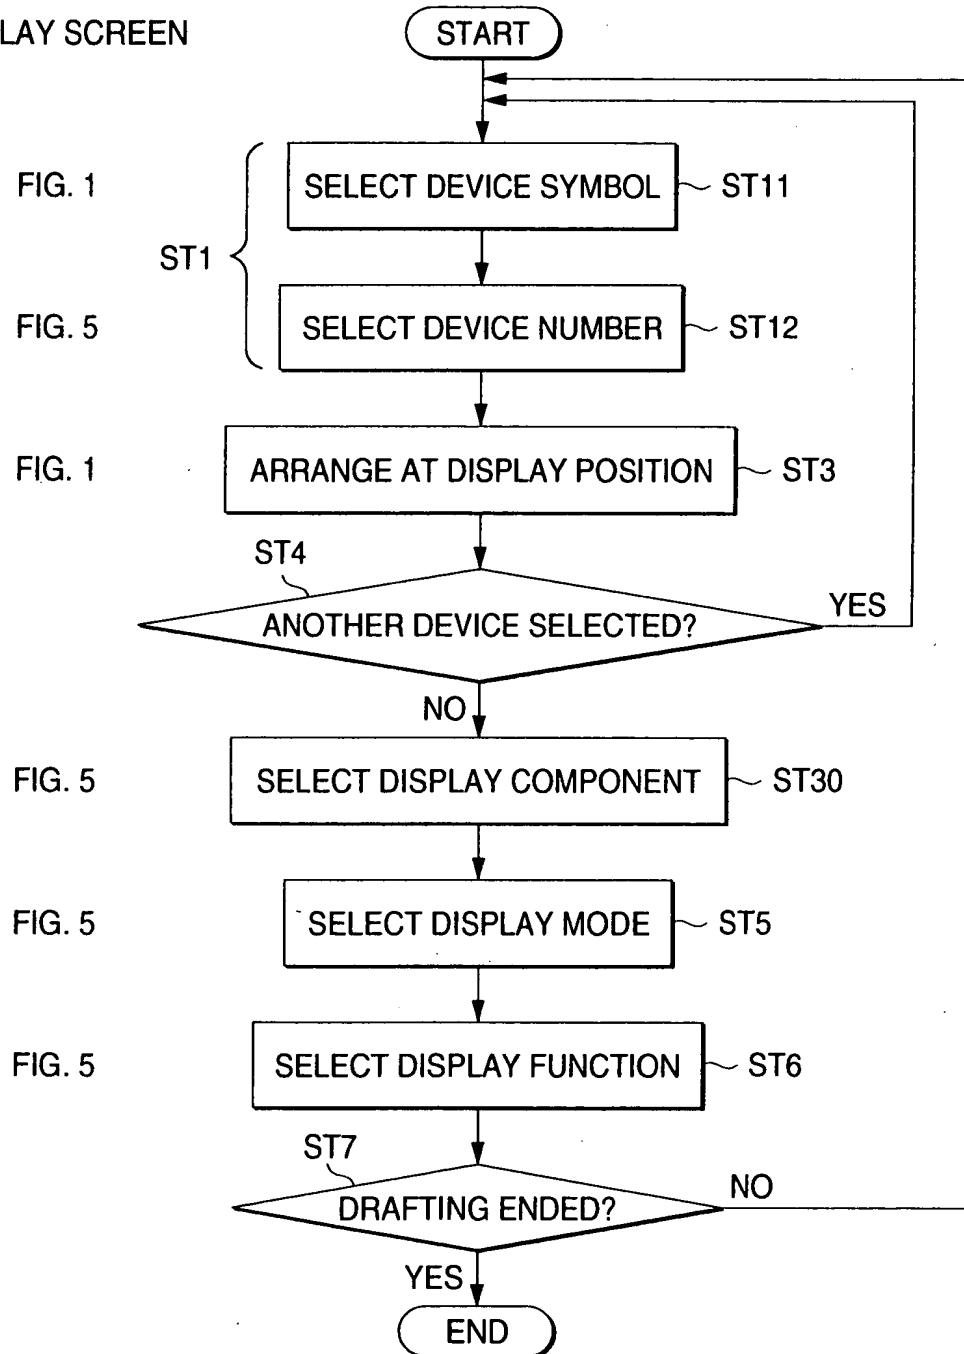 LAY SCREEN
START
FIG. 1
SELECT DEVICE SYMBOL
ST11
ST1
FIG. 5
SELECT DEVICE NUMBER
ST12
FIG. 1
ARRANGE AT DISPLAY POSITION
ST3
ST4
ANOTHER DEVICE SELECTED?
YES
NO
FIG. 5
SELECT DISPLAY COMPONENT
ST30
FIG. 5
SELECT DISPLAY MODE
ST5
FIG. 5
SELECT DISPLAY FUNCTION
ST6
ST7
DRAFTING ENDED?
NO
YES
END